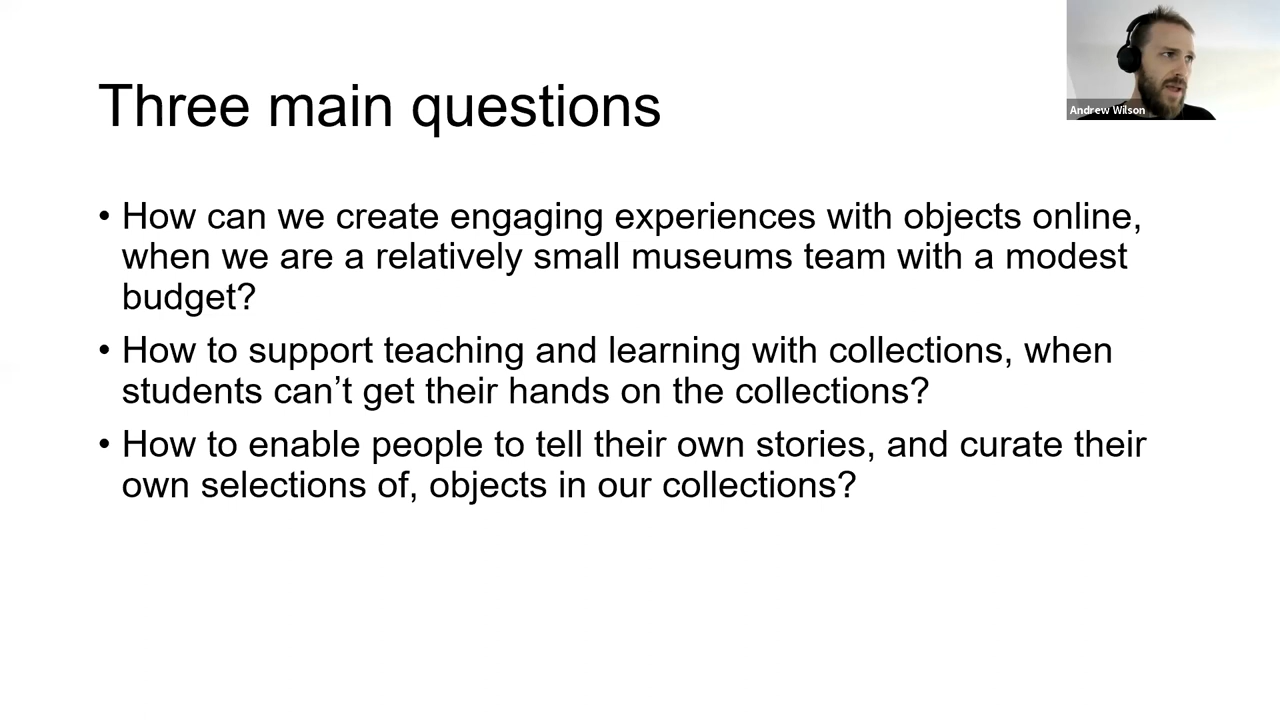 Three main questions
Andrew Wilson
• How can we create engaging experiences with objects online,
when we are a relatively small museums team with a modest
budget?
• How to support teaching and learning with collections, when
students can’t get their hands on the collections?
• How to enable people to tell their own stories, and curate their
own selections of, objects in our collections?